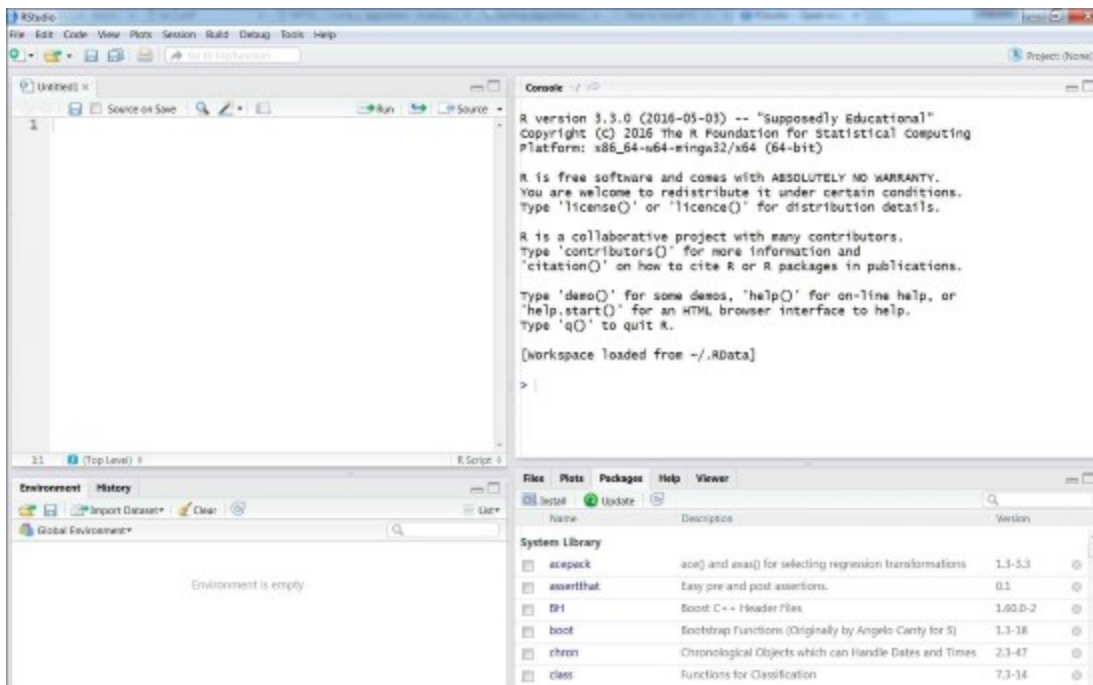 RStudio
File Edit Code View Plots Session Build Debug Tools Help
Go to file/function
Project: (None)
Untitled1
Source on Save
Run
Source
1
1:1
(Top Level)
R Script
Environment History
Import Dataset
Clear
List
Global Environment
Environment is empty
Console ~/
R version 3.3.0 (2016-05-03) -- "Supposedly Educational"
Copyright (C) 2016 The R Foundation for Statistical Computing
Platform: x86_64-w64-mingw32/x64 (64-bit)
R is free software and comes with ABSOLUTELY NO WARRANTY.
You are welcome to redistribute it under certain conditions.
Type 'license()' or 'licence()' for distribution details.
R is a collaborative project with many contributors.
Type 'contributors()' for more information and
'citation()' on how to cite R or R packages in publications.
Type 'demo()' for some demos, 'help()' for on-line help, or
'help.start()' for an HTML browser interface to help.
Type 'q()' to quit R.
[Workspace loaded from ~/.RData]
>
Files Plots Packages Help Viewer
Install
Update
Name Description Version
System Library
acepack ace() and avas() for selecting regression transformations 1.3-3.3
assertthat Easy pre and post assertions. 0.1
BH Boost C++ Header Files 1.60.0-2
boot Bootstrap Functions (Originally by Angelo Canty for S) 1.3-18
chron Chronological Objects which can Handle Dates and Times 2.3-47
class Functions for Classification 7.3-14